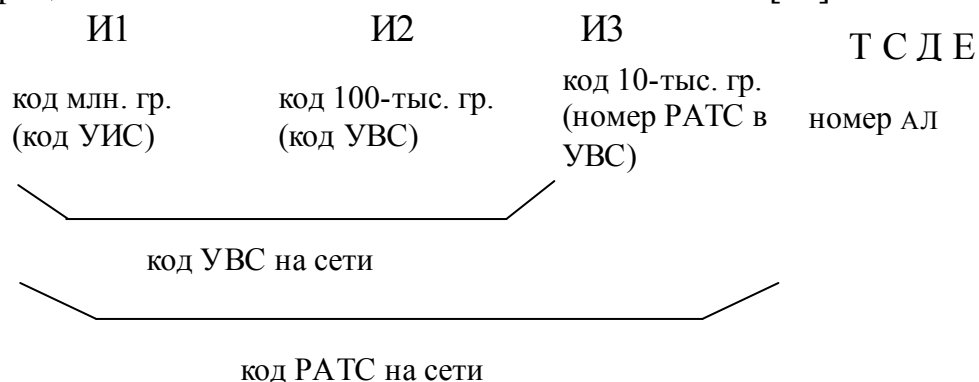 И1 И2 И3 Т С Д Е
код млн. гр. (код УИС)
код 100-тыс. гр. (код УВС)
код 10-тыс. гр. (номер РАТС в УВС)
номер АЛ
код УВС на сети
код РАТС на сети